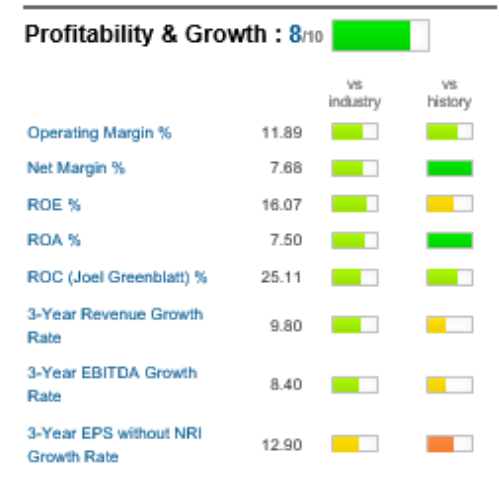 Profitability & Growth : 8/10
vs industry
vs history
Operating Margin % 11.89
Net Margin % 7.68
ROE % 16.07
ROA % 7.50
ROC (Joel Greenblatt) % 25.11
3-Year Revenue Growth
Rate 9.80
3-Year EBITDA Growth
Rate 8.40
3-Year EPS without NRI
Growth Rate 12.90